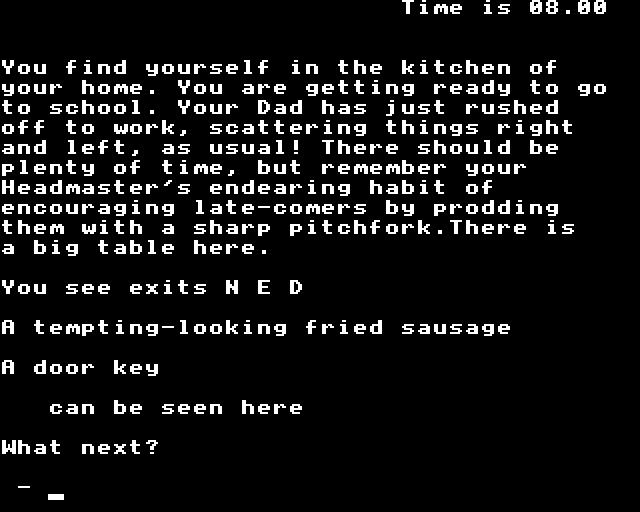 Time is 08.00
You find yourself in the kitchen of
your home. You are getting ready to go
to school. Your Dad has just rushed
off to work, scattering things right
and left, as usual! There should be
plenty of time, but remember your
Headmaster's endearing habit of
encouraging late-comers by prodding
them with a sharp pitchfork.There is
a big table here.
You see exits N E D
A tempting-looking fried sausage
A door key
can be seen here
What next?
- _